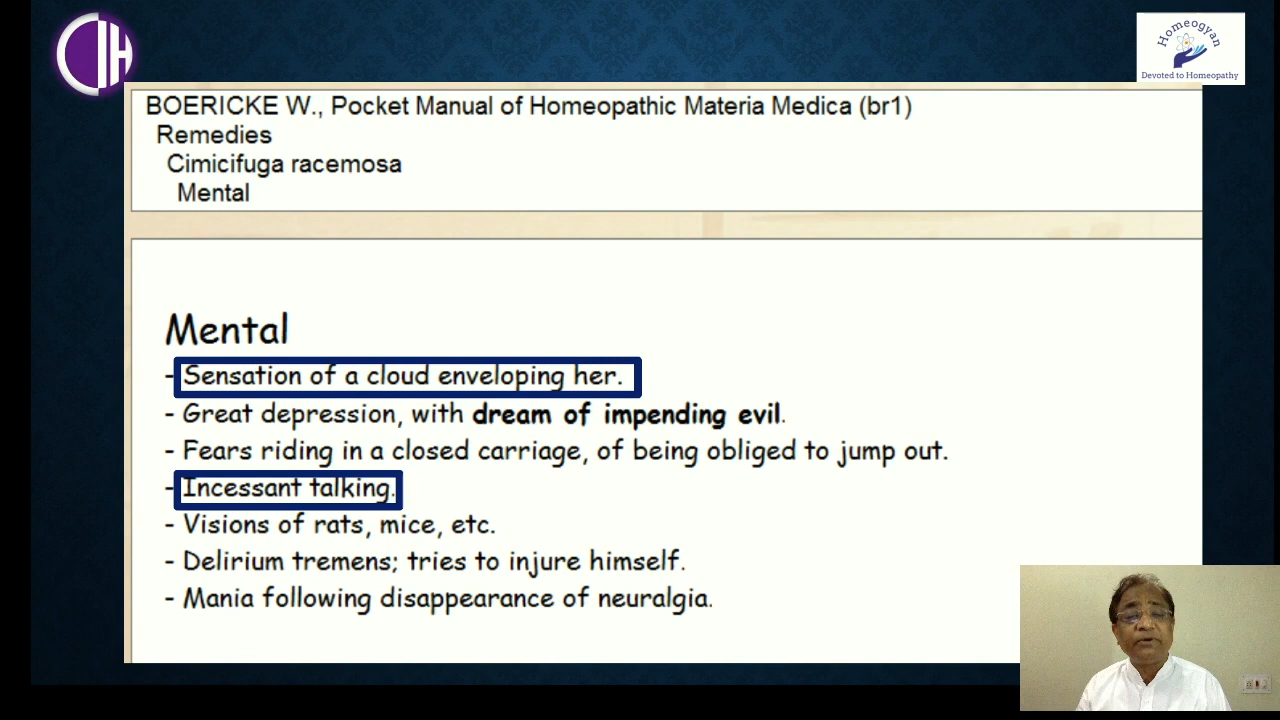 Homeogyan
Devoted to Homeopathy
BOERICKE W., Pocket Manual of Homeopathic Materia Medica (br1)
Remedies
Cimicifuga racemosa
Mental
Mental
- Sensation of a cloud enveloping her.
- Great depression, with dream of impending evil.
- Fears riding in a closed carriage, of being obliged to jump out.
- Incessant talking.
- Visions of rats, mice, etc.
- Delirium tremens; tries to injure himself.
- Mania following disappearance of neuralgia.